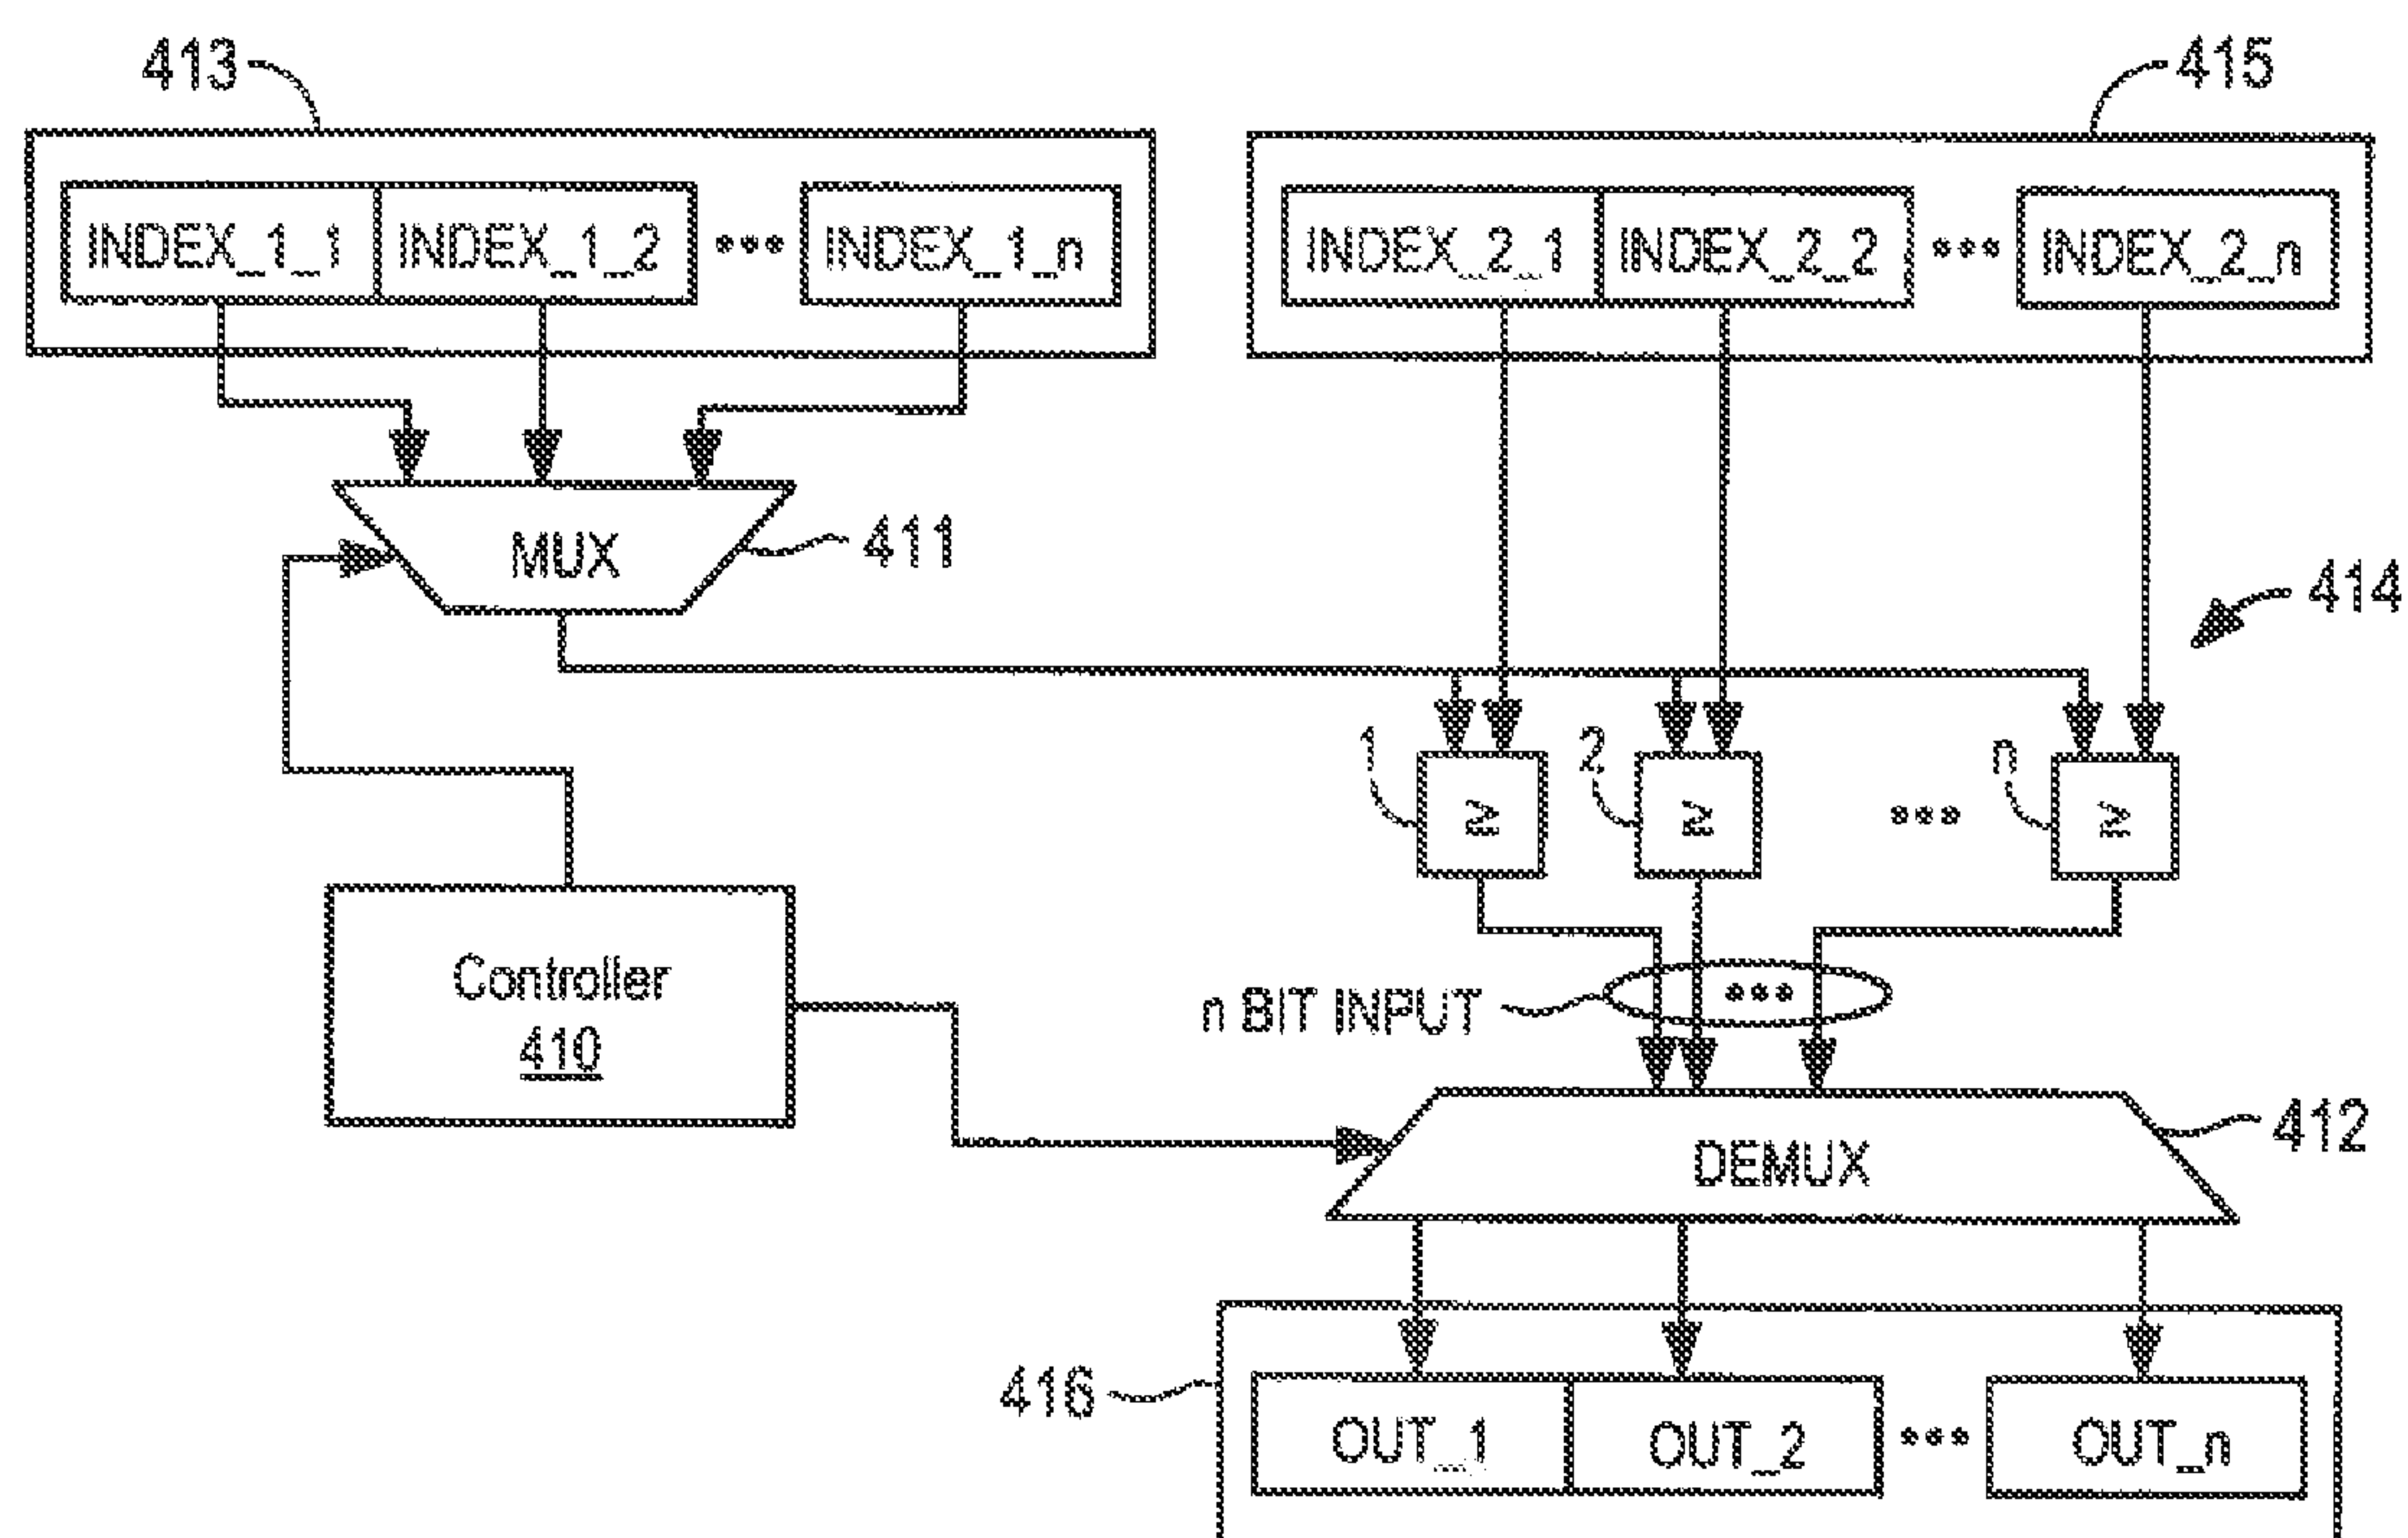 413
415
INDEX_1_1 INDEX_1_2 ••• INDEX_1_n
INDEX_2_1 INDEX_2_2 ••• INDEX_2_n
MUX
411
414
1 ≥
2 ≥
•••
n ≥
Controller
410
n BIT INPUT •••
DEMUX
412
416
OUT_1 OUT_2 ••• OUT_n